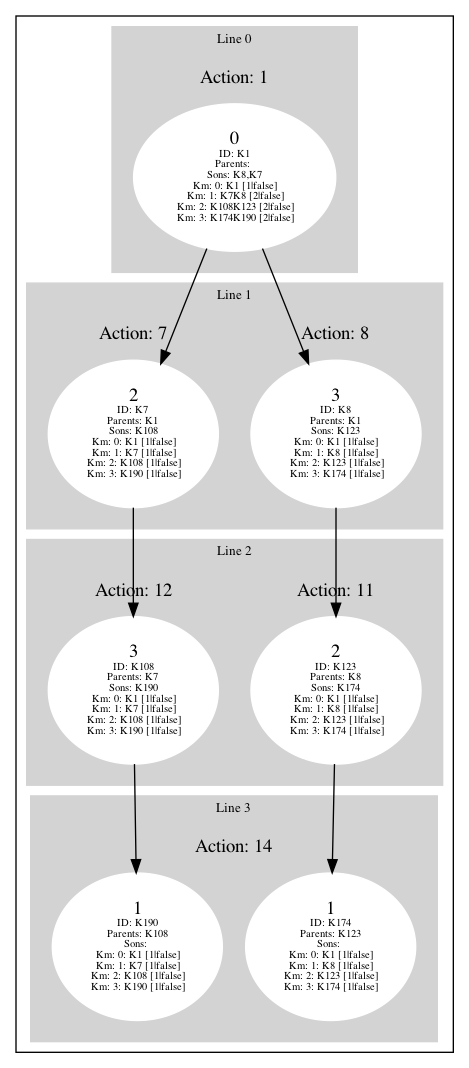 Line 0
Action: 1
0
ID: K1
Parents:
Sons: K8,K7
Km: 0: K1 [1|false]
Km: 1: K7K8 [2|false]
Km: 2: K108K123 [2|false]
Km: 3: K174K190 [2|false]
Line 1
Action: 7
Action: 8
2
ID: K7
Parents: K1
Sons: K108
Km: 0: K1 [1|false]
Km: 1: K7 [1|false]
Km: 2: K108 [1|false]
Km: 3: K190 [1|false]
3
ID: K8
Parents: K1
Sons: K123
Km: 0: K1 [1|false]
Km: 1: K8 [1|false]
Km: 2: K123 [1|false]
Km: 3: K174 [1|false]
Line 2
Action: 12
Action: 11
3
ID: K108
Parents: K7
Sons: K190
Km: 0: K1 [1|false]
Km: 1: K7 [1|false]
Km: 2: K108 [1|false]
Km: 3: K190 [1|false]
2
ID: K123
Parents: K8
Sons: K174
Km: 0: K1 [1|false]
Km: 1: K8 [1|false]
Km: 2: K123 [1|false]
Km: 3: K174 [1|false]
Line 3
Action: 14
1
ID: K190
Parents: K108
Sons:
Km: 0: K1 [1|false]
Km: 1: K7 [1|false]
Km: 2: K108 [1|false]
Km: 3: K190 [1|false]
1
ID: K174
Parents: K123
Sons:
Km: 0: K1 [1|false]
Km: 1: K8 [1|false]
Km: 2: K123 [1|false]
Km: 3: K174 [1|false]